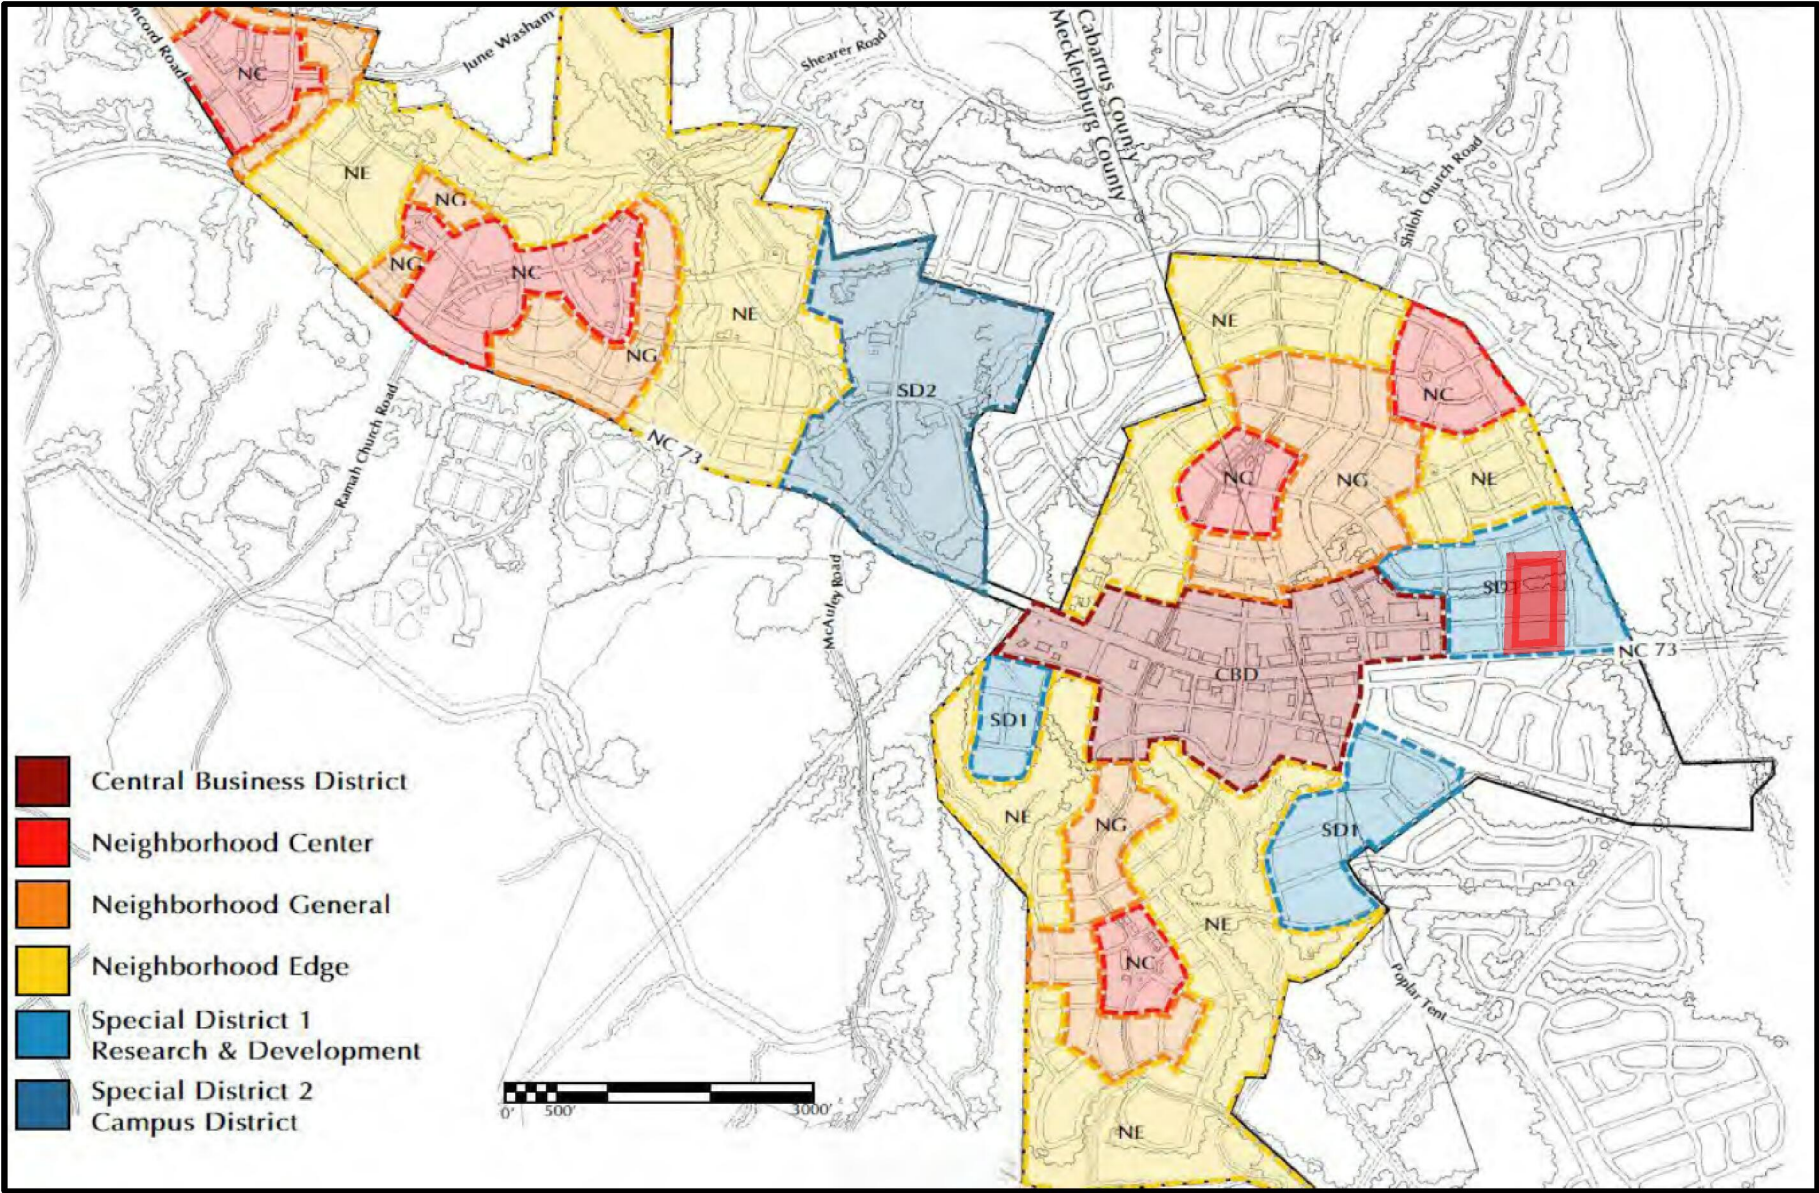 oncord Road
June Washam
Shearer Road
Cabarrus County
Mecklenburg County
Shiloh Church Road
NC
NE
NG
NG
NC
NE
NG
SD2
NC 73
Ramah Church Road
McAuley Road
NE
NC
NC
NG
NE
SD1
NC 73
CBD
SD1
NE
NG
SD1
NE
NC
Poplar Tent
NE
Central Business District
Neighborhood Center
Neighborhood General
Neighborhood Edge
Special District 1
Research & Development
Special District 2
Campus District
0' 500' 3000'